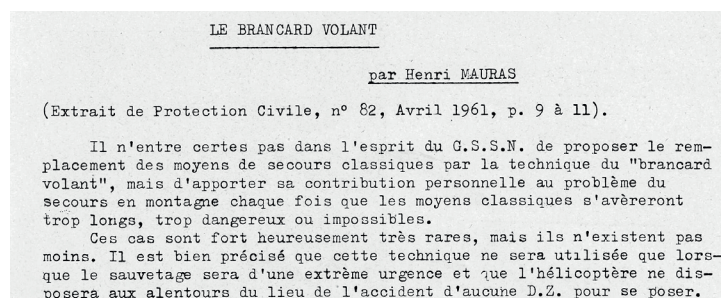 LE BRANCARD VOLANT
par Henri MAURAS
(Extrait de Protection Civile, n° 82, Avril 1961, p. 9 à 11).
Il n'entre certes pas dans l'esprit du G.S.S.N. de proposer le rem-
placement des moyens de secours classiques par la technique du "brancard
volant", mais d'apporter sa contribution personnelle au problème du
secours en montagne chaque fois que les moyens classiques s'avèreront
trop longs, trop dangereux ou impossibles.
Ces cas sont fort heureusement très rares, mais ils n'existent pas
moins. Il est bien précisé que cette technique ne sera utilisée que lors-
que le sauvetage sera d'une extrême urgence et que l'hélicoptère ne dis-
posera aux alentours du lieu de l'accident d'aucune D.Z. pour se poser.